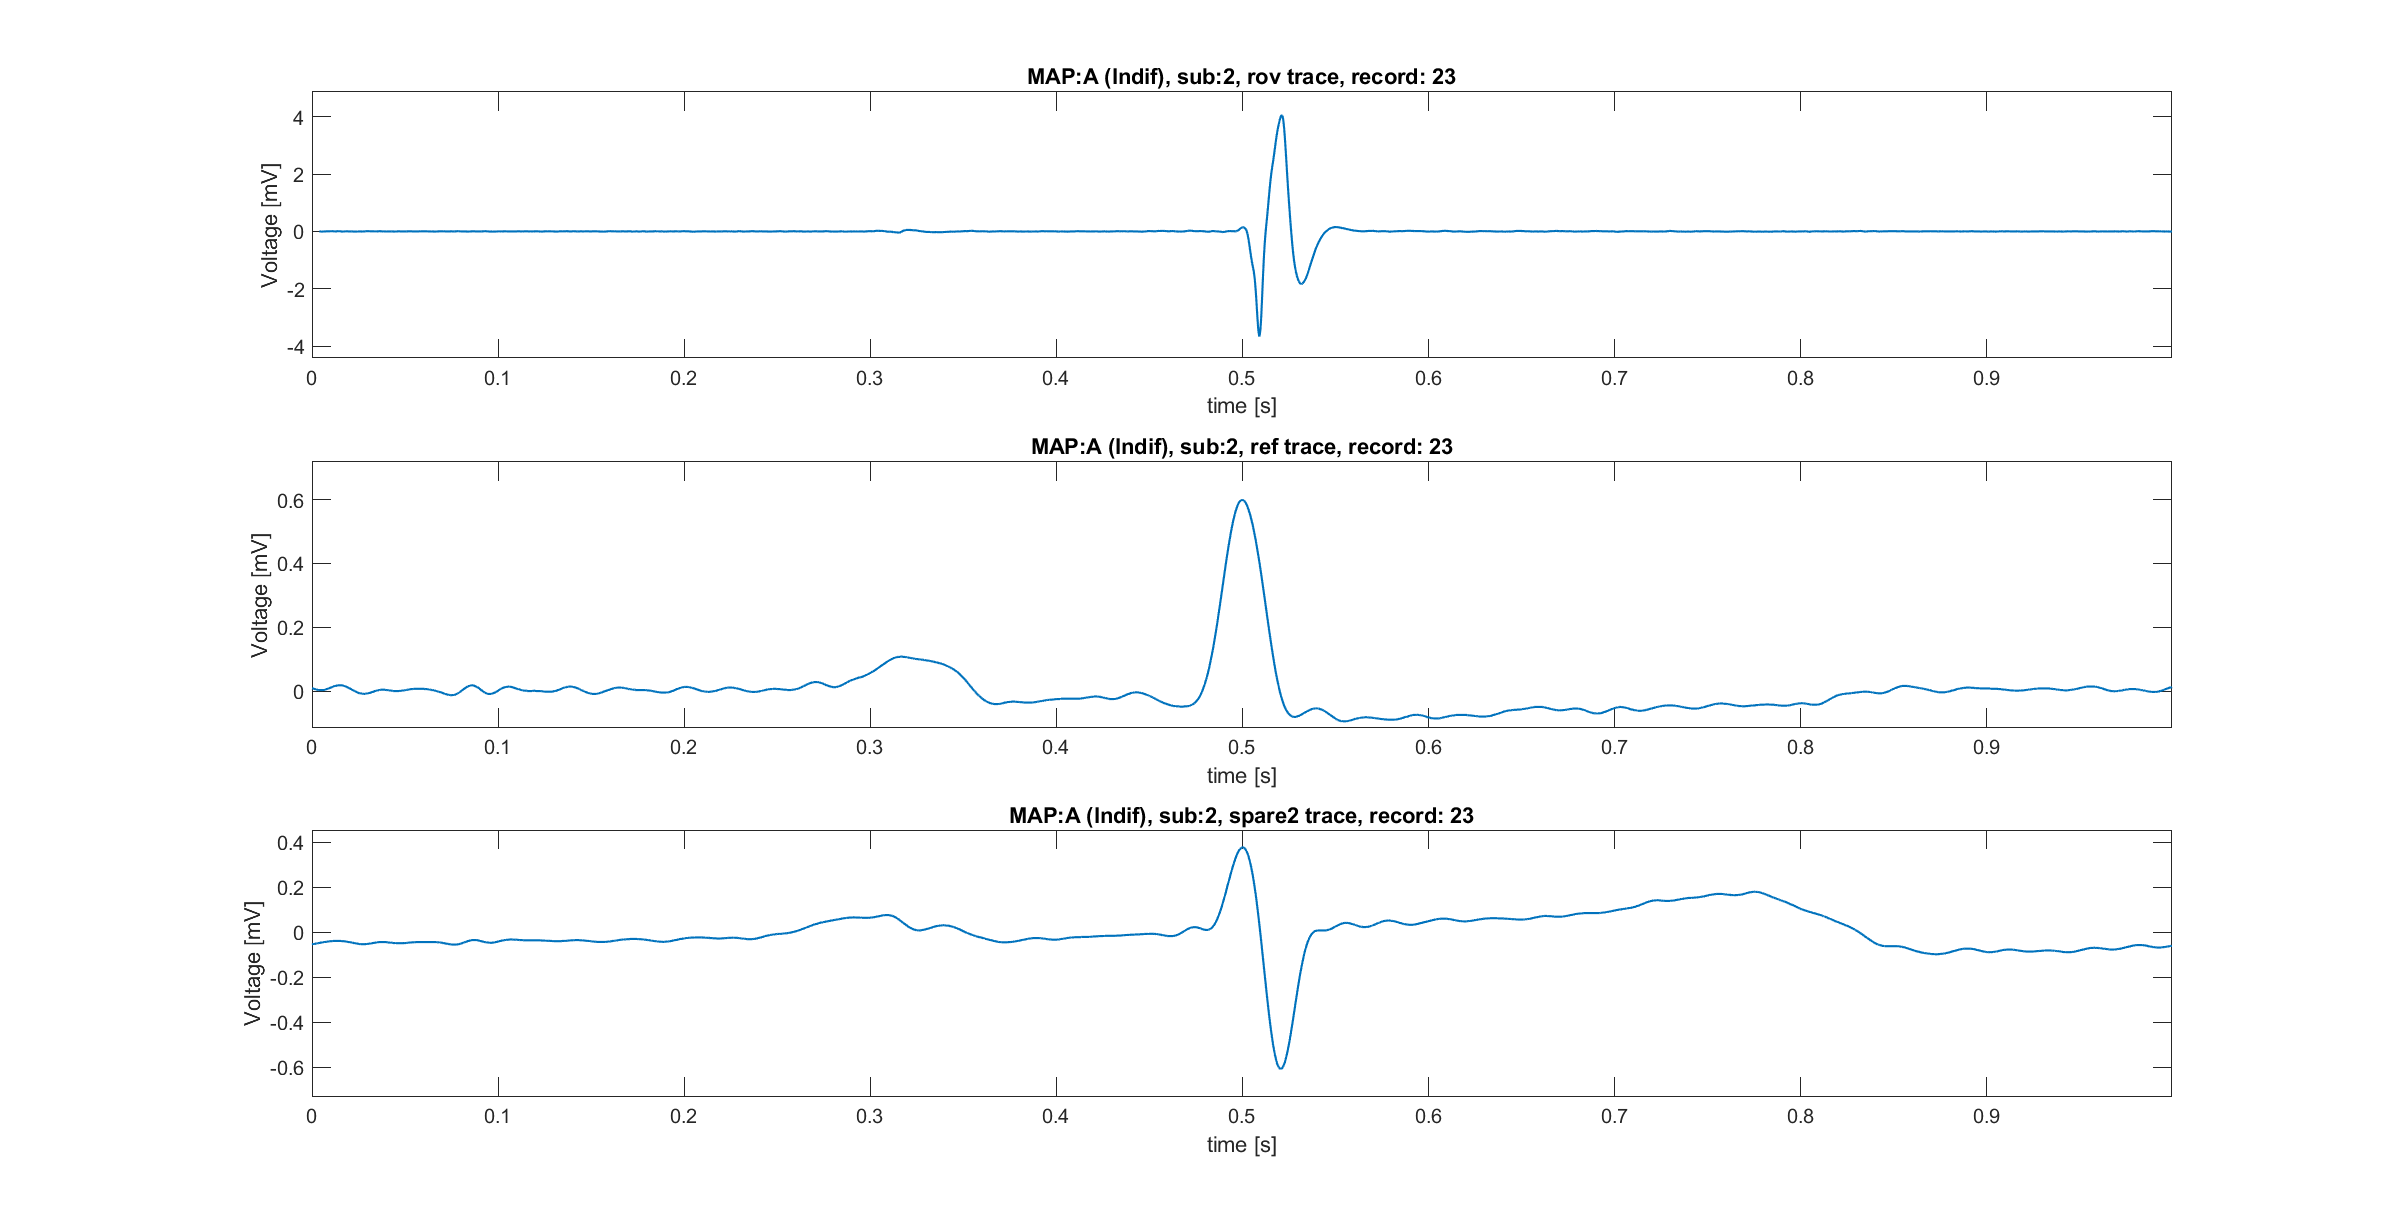 MAP:A (Indif), sub:2, rov trace, record: 23
Voltage [mV]
4
2
0
-2
-4
0 0.1 0.2 0.3 0.4 0.5 0.6 0.7 0.8 0.9
time [s]
MAP:A (Indif), sub:2, ref trace, record: 23
Voltage [mV]
0.6
0.4
0.2
0
0 0.1 0.2 0.3 0.4 0.5 0.6 0.7 0.8 0.9
time [s]
MAP:A (Indif), sub:2, spare2 trace, record: 23
Voltage [mV]
0.4
0.2
0
-0.2
-0.4
-0.6
0 0.1 0.2 0.3 0.4 0.5 0.6 0.7 0.8 0.9
time [s]